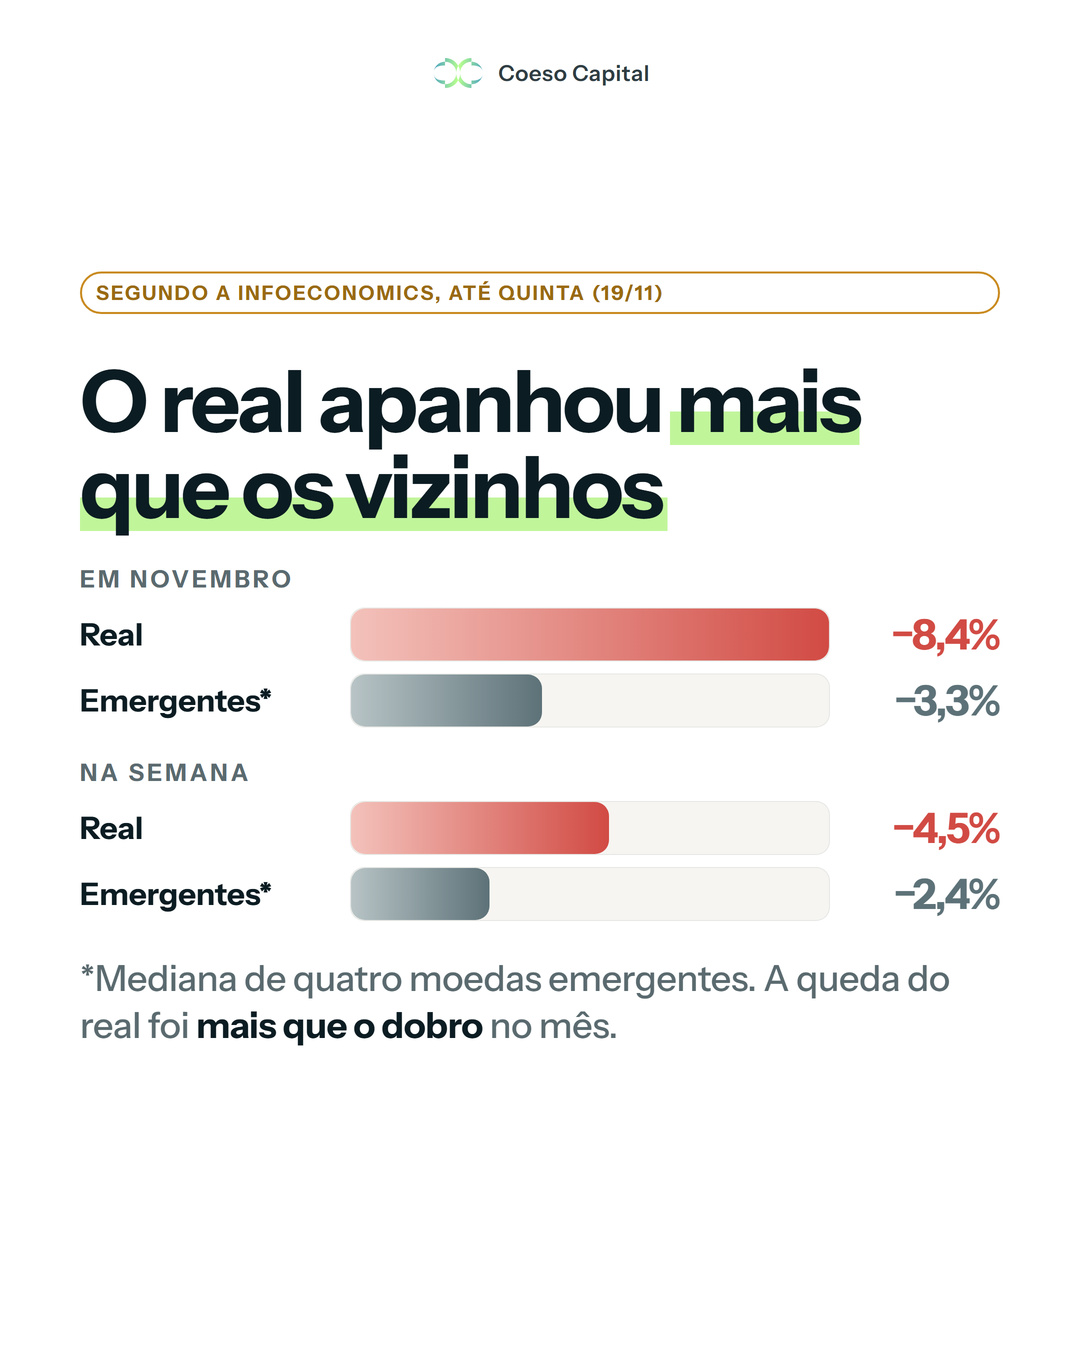 Coeso Capital
SEGUNDO A INFOECONOMICS, ATÉ QUINTA (19/11)
O real apanhou mais
que os vizinhos
EM NOVEMBRO
Real −8,4%
Emergentes* −3,3%
NA SEMANA
Real −4,5%
Emergentes* −2,4%
*Mediana de quatro moedas emergentes. A queda do
real foi mais que o dobro no mês.